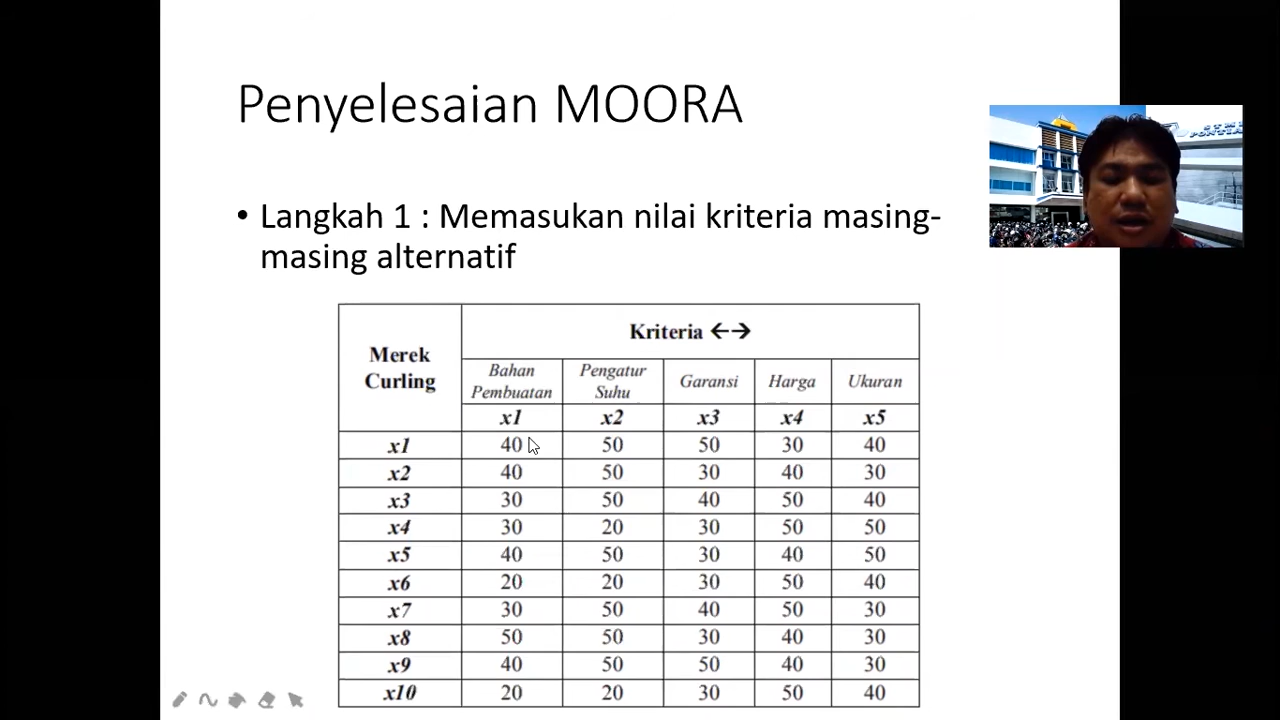 Penyelesaian MOORA
• Langkah 1 : Memasukan nilai kriteria masing-
masing alternatif
Merek Curling Kriteria ←→
Bahan Pembuatan Pengatur Suhu Garansi Harga Ukuran
x1 x2 x3 x4 x5
x1 40 50 50 30 40
x2 40 50 30 40 30
x3 30 50 40 50 40
x4 30 20 30 50 50
x5 40 50 30 40 50
x6 20 20 30 50 40
x7 30 50 40 50 30
x8 50 50 30 40 30
x9 40 50 50 40 30
x10 20 20 30 50 40